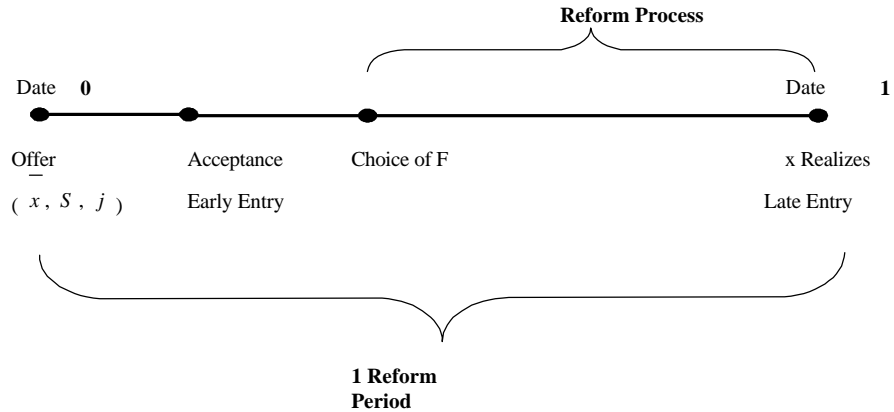 Reform Process
Date 0
Date 1
Offer
Acceptance
Choice of F
x Realizes
( x̅ , S , j )
Early Entry
Late Entry
1 Reform
Period